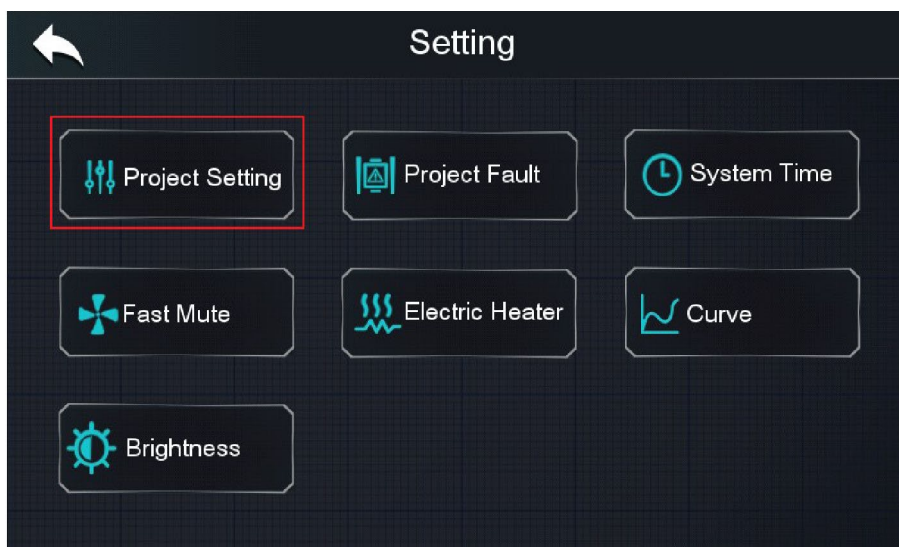 Setting
Project Setting
Project Fault
System Time
Fast Mute
Electric Heater
Curve
Brightness